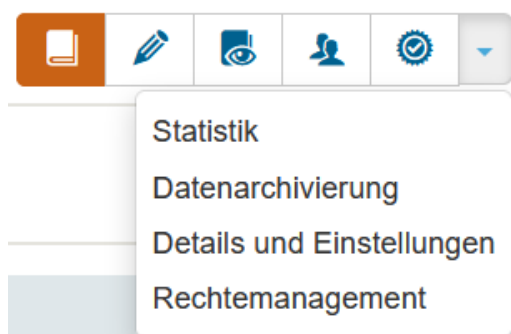 Statistik
Datenarchivierung
Details und Einstellungen
Rechtemanagement